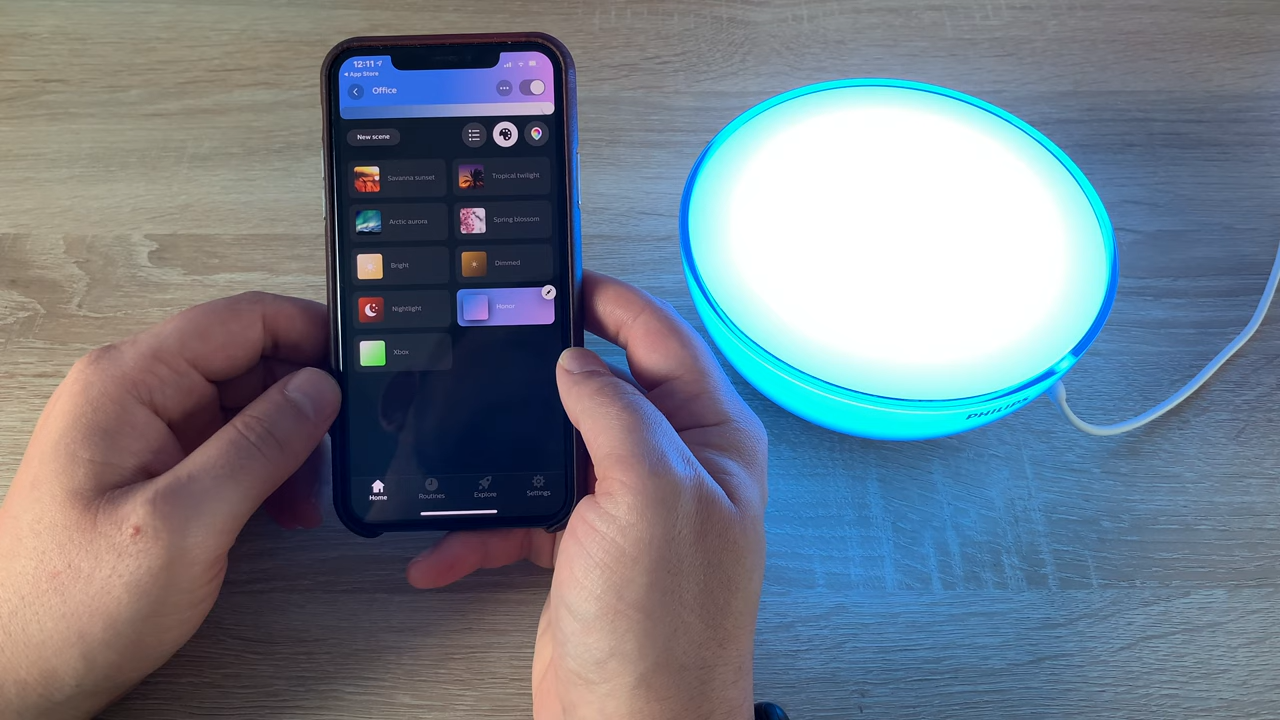 12:11
App Store
Office
New scene
Savanna sunset
Tropical twilight
Arctic aurora
Spring blossom
Bright
Dimmed
Nightlight
Honor
Xbox
Home
Routines
Explore
Settings
PHILIPS